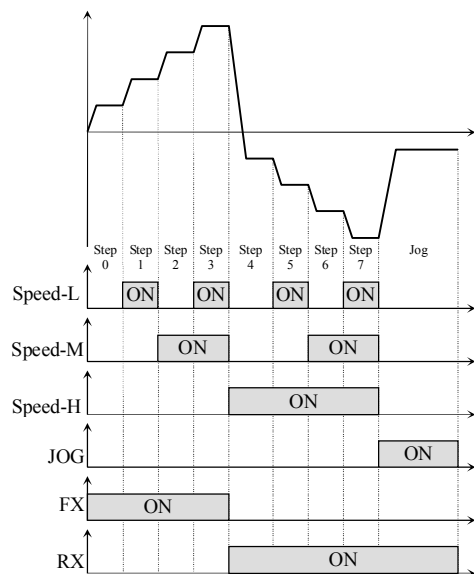 Step Step Step Step Step Step Step Step Jog
0 1 2 3 4 5 6 7
Speed-L ON ON ON ON
Speed-M ON ON
Speed-H ON
JOG ON
FX ON
RX ON